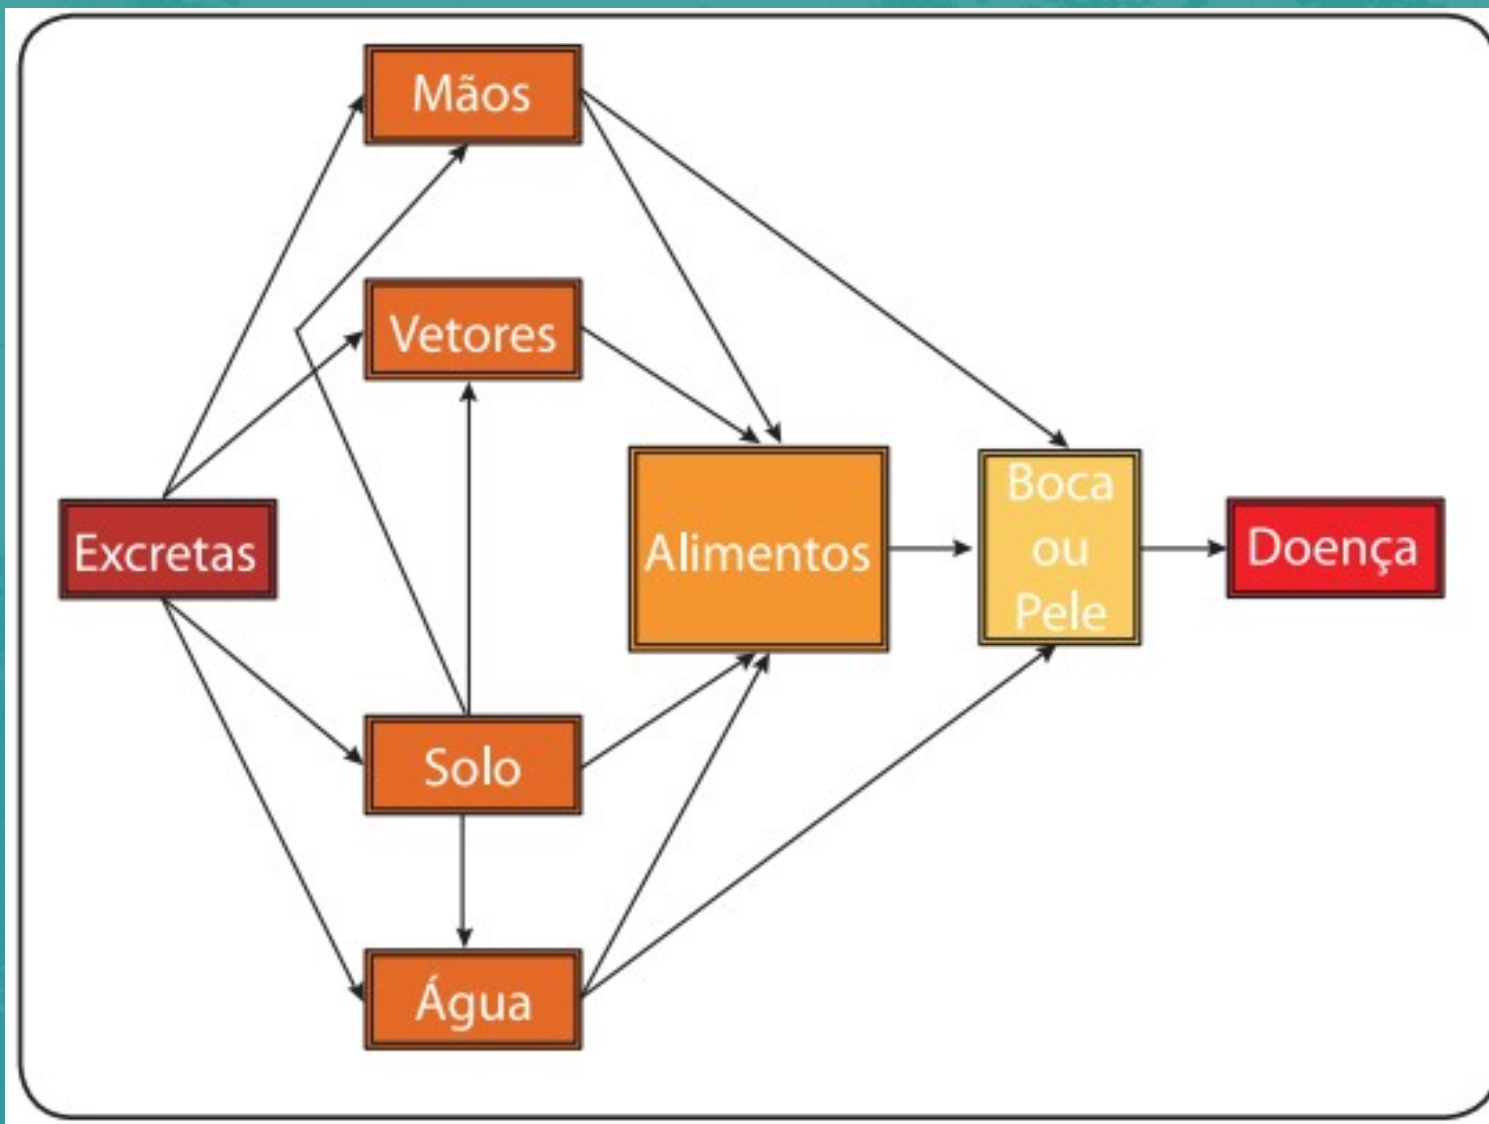 Mãos
Vetores
Excretas
Alimentos
Boca
ou
Pele
Doença
Solo
Água